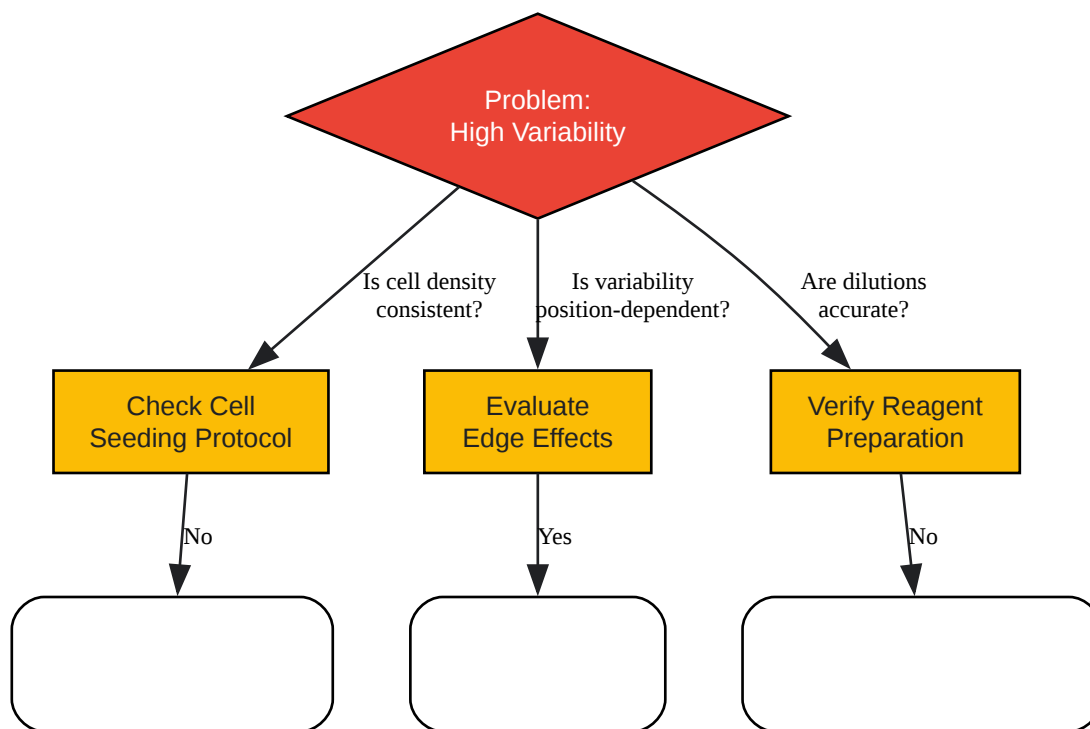 Problem:
High Variability
Is cell density
consistent?
Is variability
position-dependent?
Are dilutions
accurate?
Check Cell
Seeding Protocol
Evaluate
Edge Effects
Verify Reagent
Preparation
No
Yes
No